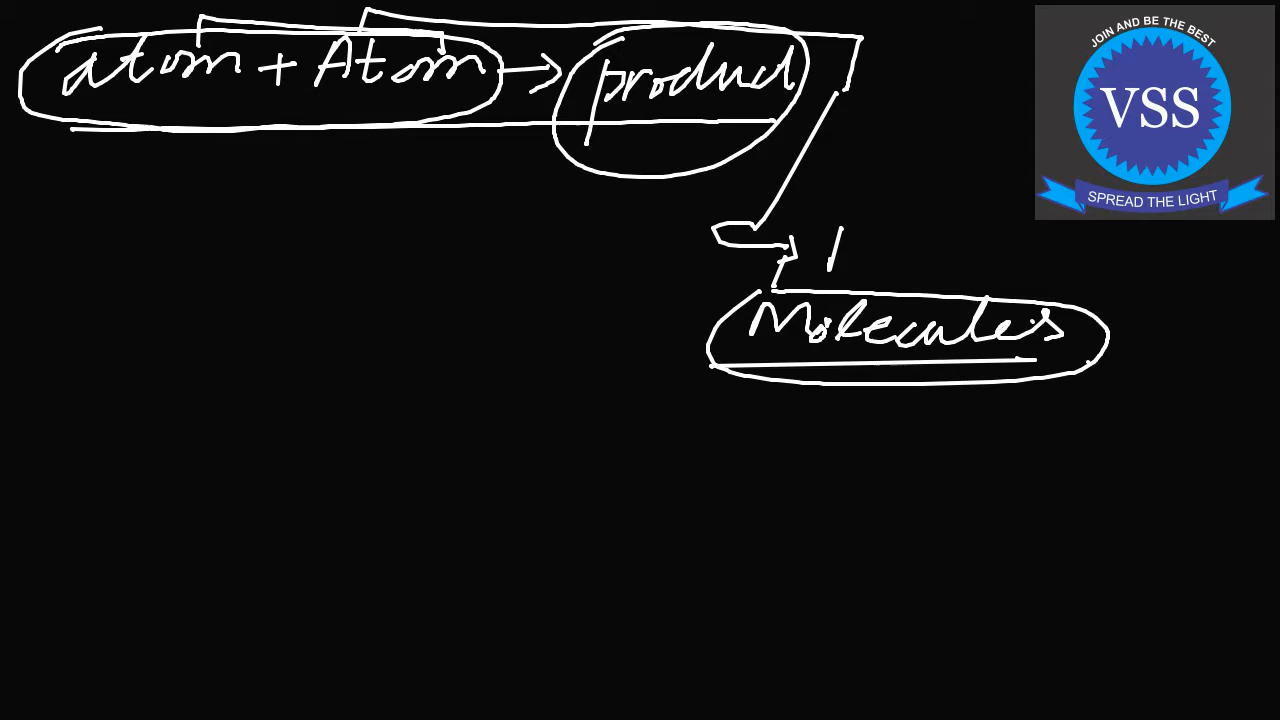 atom + Atom → product
Molecules
JOIN AND BE THE BEST
VSS
SPREAD THE LIGHT